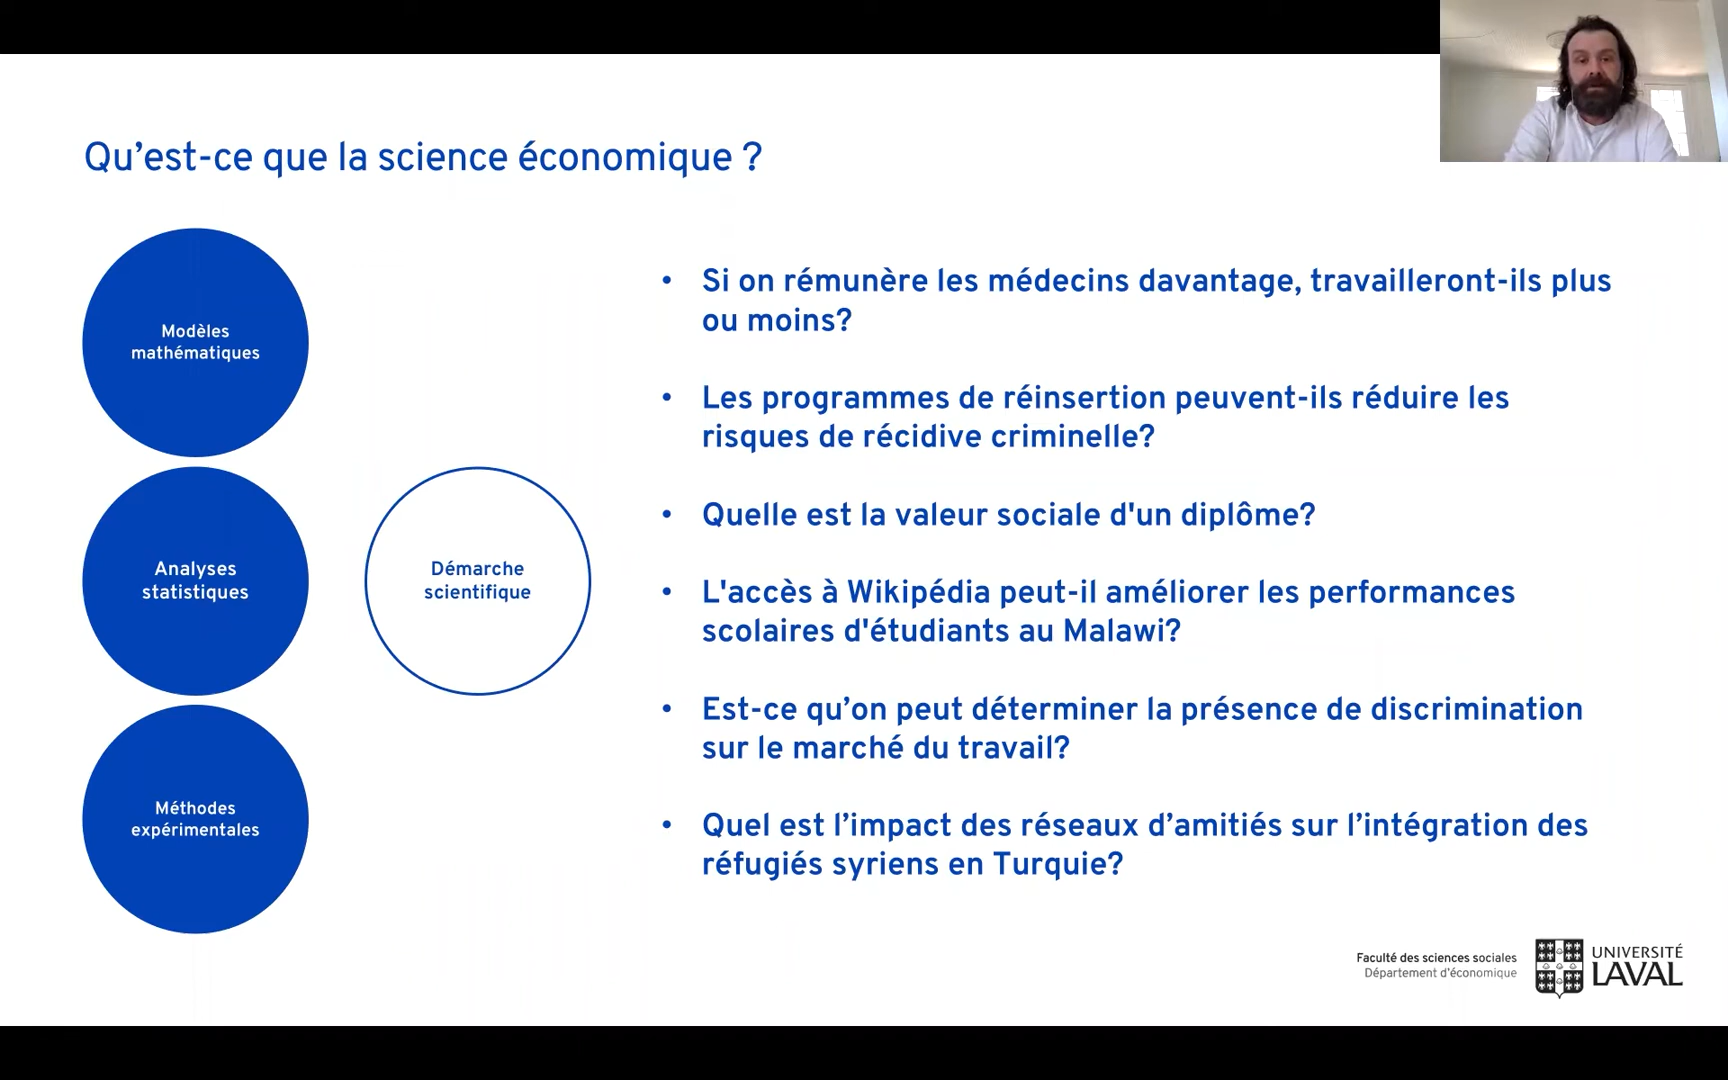 Qu’est-ce que la science économique ?
Modèles
mathématiques
Analyses
statistiques
Méthodes
expérimentales
Démarche
scientifique
• Si on rémunère les médecins davantage, travailleront-ils plus
ou moins?
• Les programmes de réinsertion peuvent-ils réduire les
risques de récidive criminelle?
• Quelle est la valeur sociale d'un diplôme?
• L'accès à Wikipédia peut-il améliorer les performances
scolaires d'étudiants au Malawi?
• Est-ce qu’on peut déterminer la présence de discrimination
sur le marché du travail?
• Quel est l’impact des réseaux d’amitiés sur l’intégration des
réfugiés syriens en Turquie?
Faculté des sciences sociales
Département d’économique
UNIVERSITÉ
LAVAL